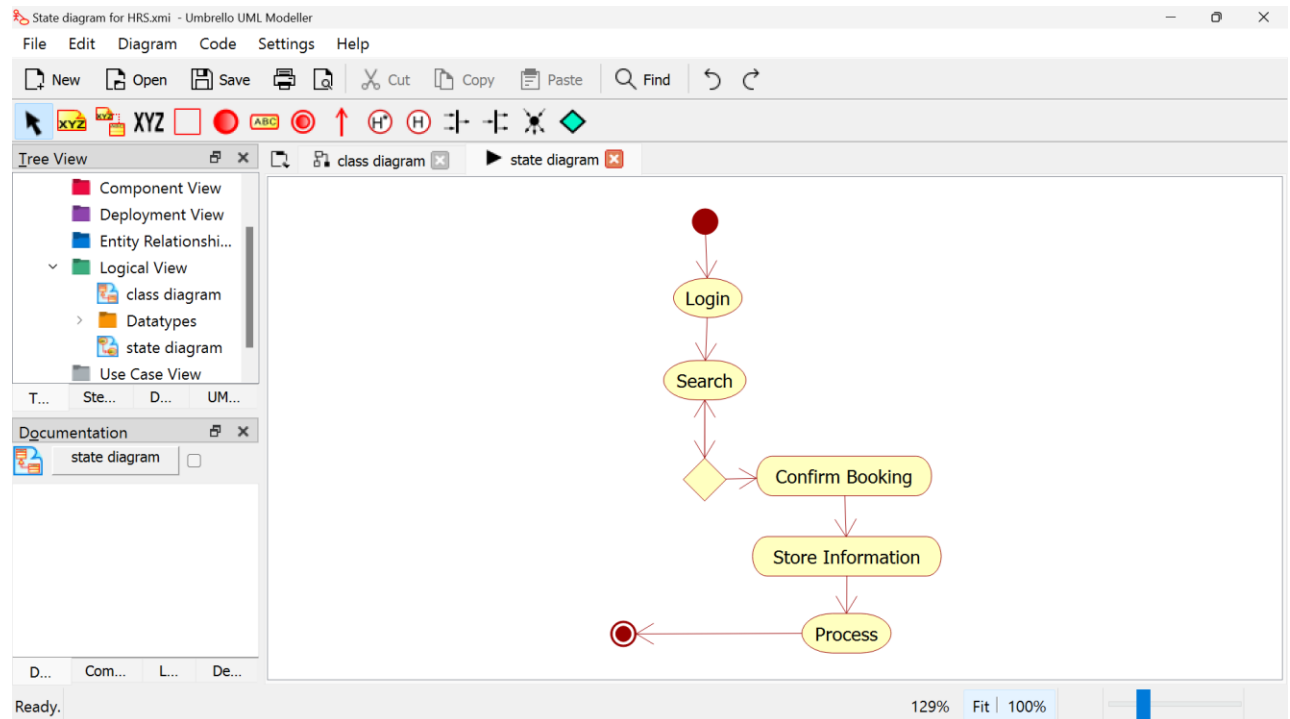 State diagram for HRS.xmi - Umbrello UML Modeller
File Edit Diagram Code Settings Help
New Open Save Cut Copy Paste Find
XYZ XYZ XYZ ABC H* H
Tree View
class diagram state diagram
Component View
Deployment View
Entity Relationshi...
Logical View
class diagram
Datatypes
state diagram
Use Case View
T... Ste... D... UM...
Documentation
state diagram
D... Com... L... De...
Login
Search
Confirm Booking
Store Information
Process
Ready.
129% Fit 100%